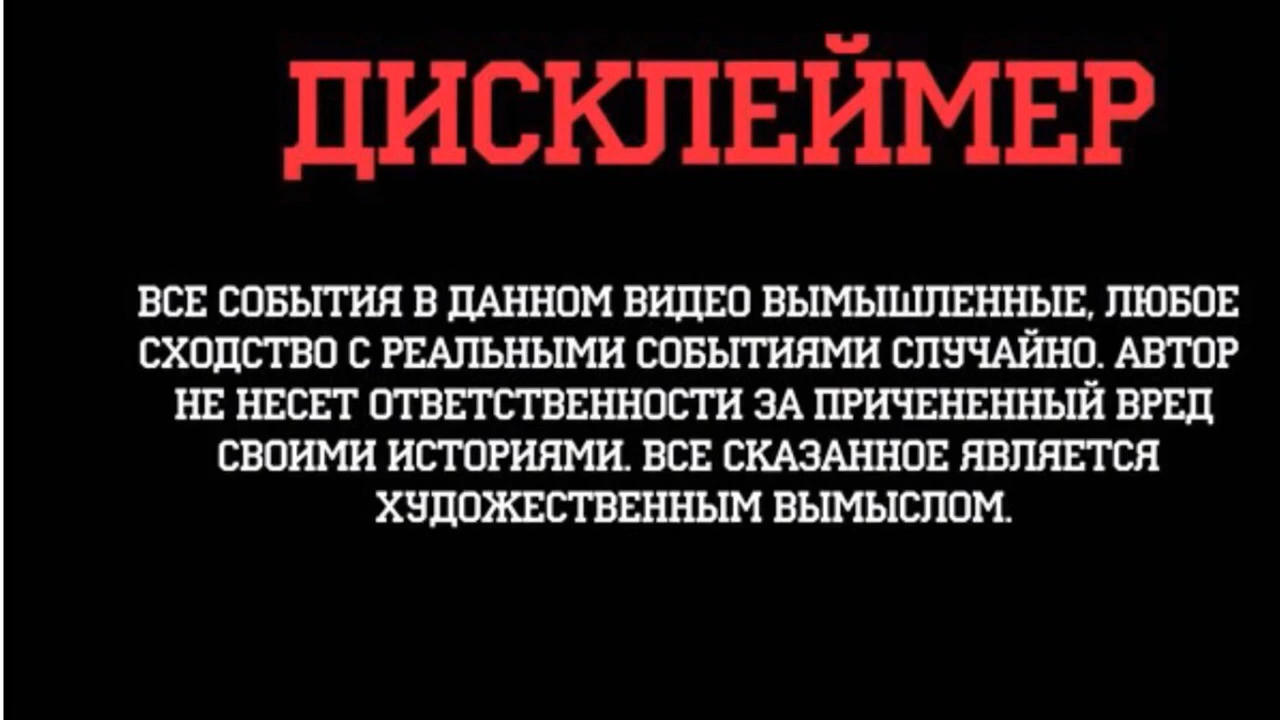 ДИСКЛЕЙМЕР
ВСЕ СОБЫТИЯ В ДАННОМ ВИДЕО ВЫМЫШЛЕННЫЕ, ЛЮБОЕ
СХОДСТВО С РЕАЛЬНЫМИ СОБЫТИЯМИ СЛУЧАЙНО. АВТОР
НЕ НЕСЕТ ОТВЕТСТВЕННОСТИ ЗА ПРИЧЕНЕННЫЙ ВРЕД
СВОИМИ ИСТОРИЯМИ. ВСЕ СКАЗАННОЕ ЯВЛЯЕТСЯ
ХУДОЖЕСТВЕННЫМ ВЫМЫСЛОМ.